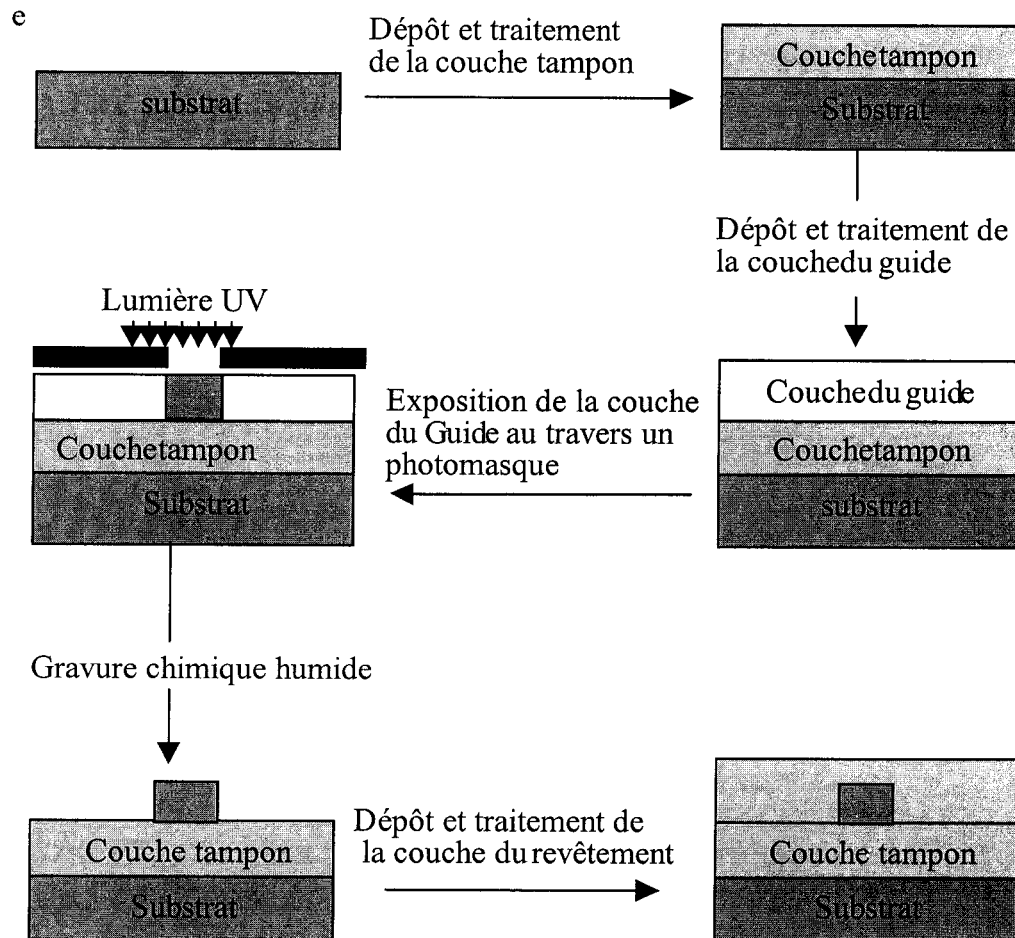 e
Dépôt et traitement
de la couche tampon
substrat
Couchetampon
Substrat
Dépôt et traitement de
la couchedu guide
Lumière UV
Couchetampon
Substrat
Exposition de la couche
du Guide au travers un
photomasque
Couchedu guide
Couchetampon
substrat
Gravure chimique humide
Couche tampon
Substrat
Dépôt et traitement de
la couche du revêtement
Couche tampon
Substrat